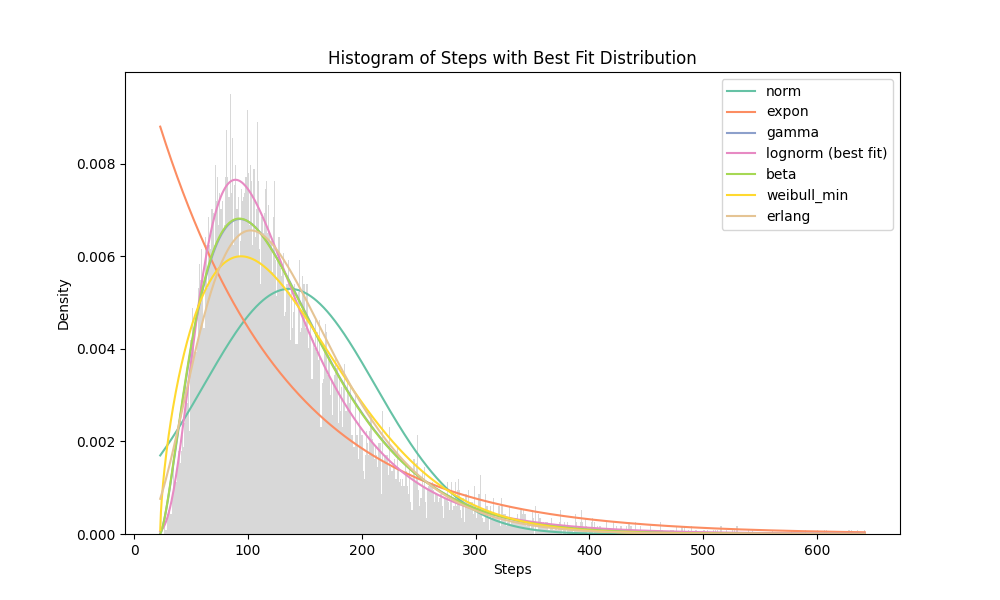 Histogram of Steps with Best Fit Distribution
norm
expon
gamma
lognorm (best fit)
beta
weibull_min
erlang
Density
0.008
0.006
0.004
0.002
0.000
0 100 200 300 400 500 600
Steps